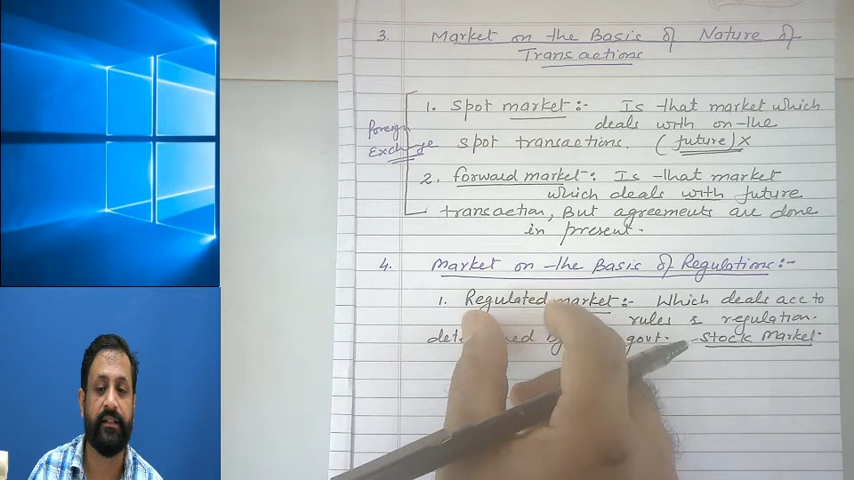 3. Market on the Basis of Nature of
Transactions
1. Spot market :- Is that market which
deals with on-the
spot transactions. (future) X
Foreign
Exchange
2. forward market :- Is that market
which deals with future
transaction, But agreements are done
in present.
4. Market on the Basis of Regulations :-
1. Regulated market :- Which deals acc to
rules & regulation.
govt. - Stock Market.